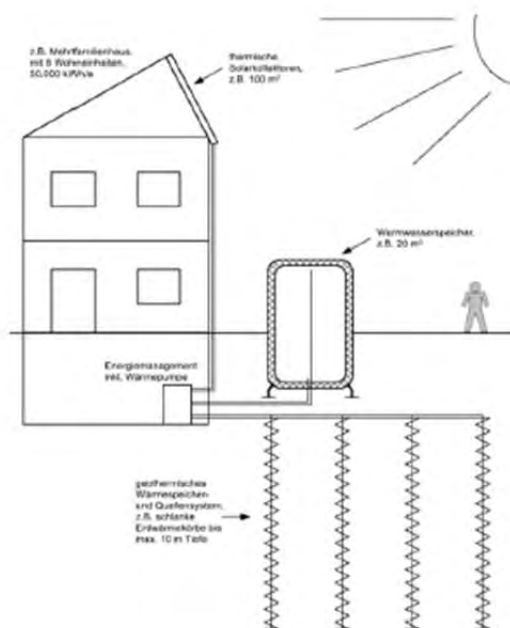 z.B. Mehrfamilienhaus,
mit 8 Wohneinheiten,
50.000 kWh/a
thermische
Solarkollektoren,
z.B. 100 m²
Warmwasserspeicher,
z.B. 20 m³
Energiemanagement
inkl. Wärmepumpe
geothermisches
Wärmespeicher-
und Quellensystem,
z.B. schlanke
Erdwärmekörbe bis
max. 10 m Tiefe